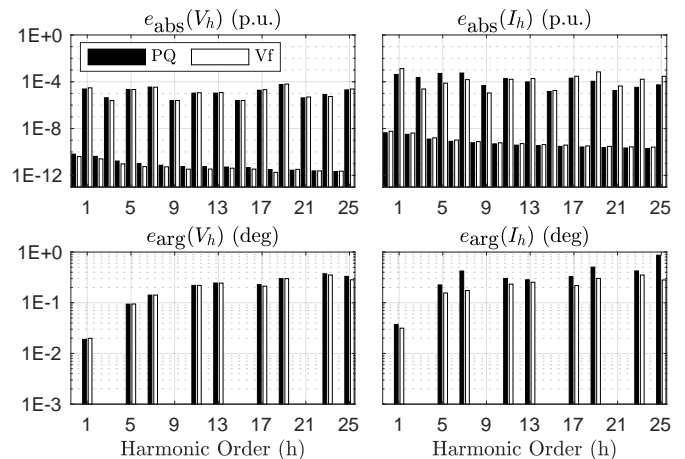 e_abs(V_h) (p.u.)
e_abs(I_h) (p.u.)
1E+0
1E-4
1E-8
1E-12
PQ
Vf
1 5 9 13 17 21 25
1 5 9 13 17 21 25
e_arg(V_h) (deg)
e_arg(I_h) (deg)
1E+0
1E-1
1E-2
1E-3
1 5 9 13 17 21 25
1 5 9 13 17 21 25
Harmonic Order (h)
Harmonic Order (h)